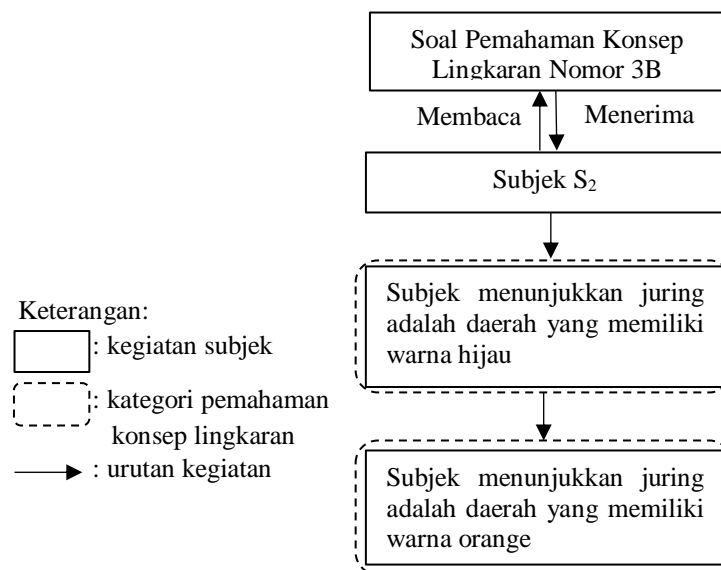 Soal Pemahaman Konsep
Lingkaran Nomor 3B
Membaca
Menerima
Subjek S₂
Subjek menunjukkan juring
adalah daerah yang memiliki
warna hijau
Keterangan:
: kegiatan subjek
: kategori pemahaman
konsep lingkaran
: urutan kegiatan
Subjek menunjukkan juring
adalah daerah yang memiliki
warna orange